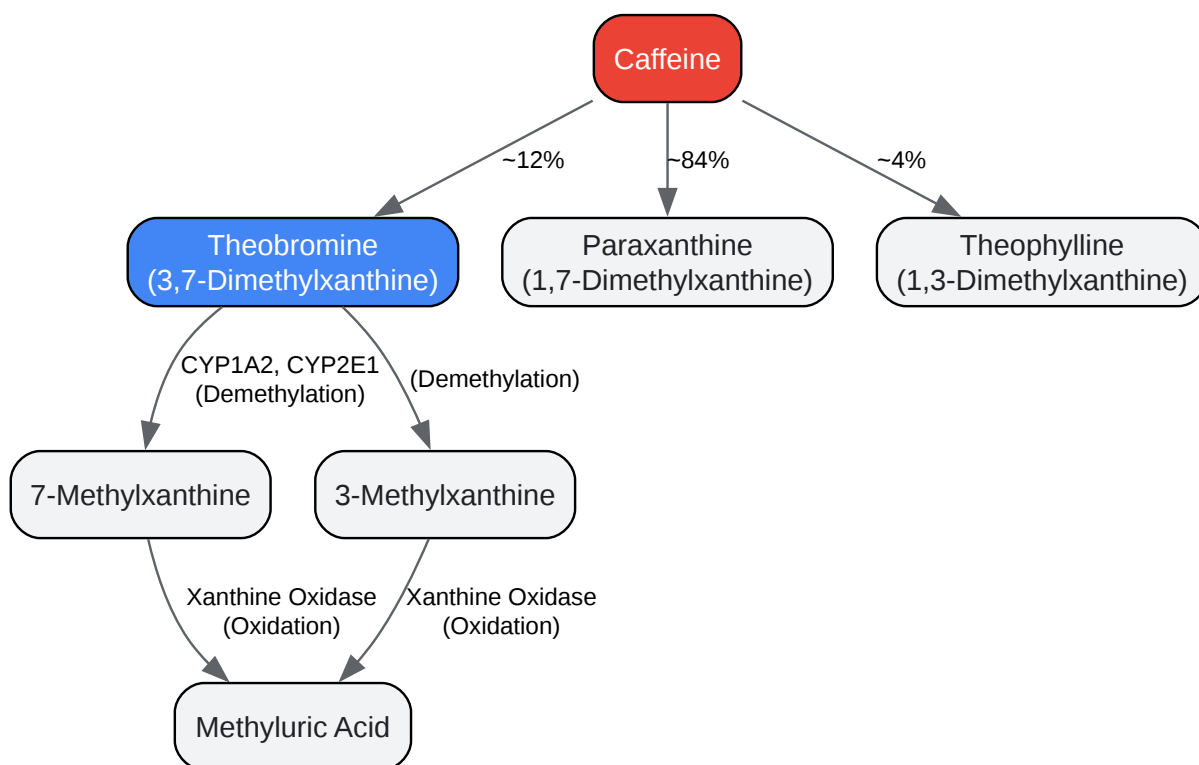 Caffeine
~12%
~84%
~4%
Theobromine
(3,7-Dimethylxanthine)
Paraxanthine
(1,7-Dimethylxanthine)
Theophylline
(1,3-Dimethylxanthine)
CYP1A2, CYP2E1
(Demethylation)
(Demethylation)
7-Methylxanthine
3-Methylxanthine
Xanthine Oxidase
(Oxidation)
Xanthine Oxidase
(Oxidation)
Methyluric Acid